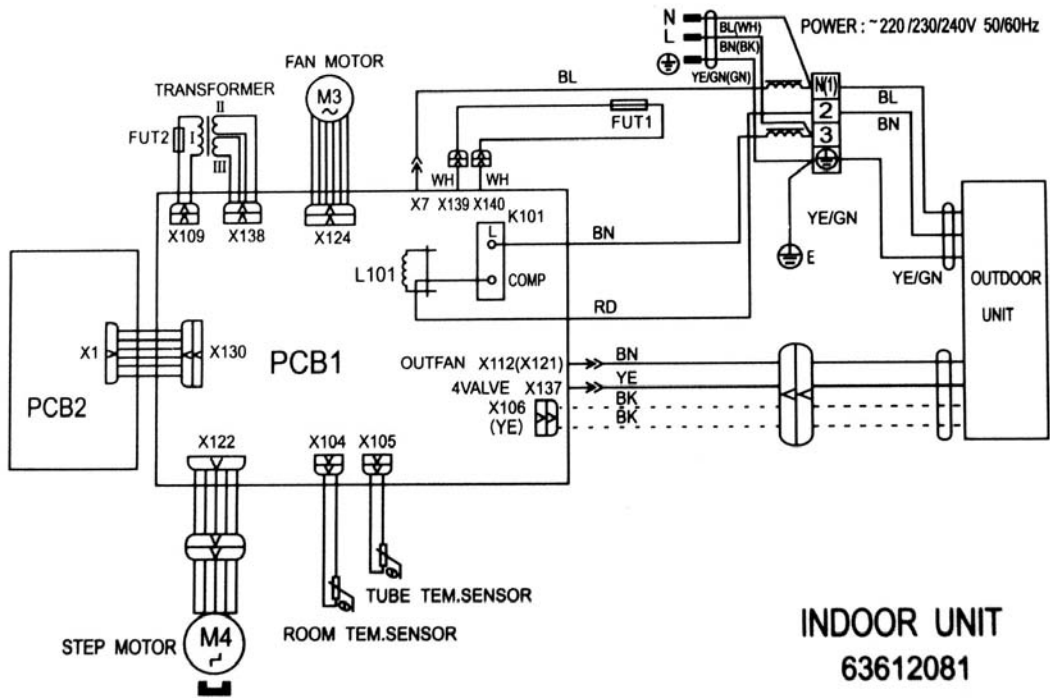 N
L
BL(WH)
BN(BK)
YE/GN(GN)
POWER : ~220 /230/240V 50/60Hz
FAN MOTOR
TRANSFORMER
II
FUT2
I
III
M3
~
BL
FUT1
N(1)
2
3
BL
BN
WH
WH
X7
X139
X140
X109
X138
X124
K101
L
COMP
L101
BN
RD
E
YE/GN
YE/GN
OUTDOOR
UNIT
X1
X130
PCB1
PCB2
OUTFAN X112(X121)
BN
4VALVE X137
YE
X106
(YE)
BK
BK
X122
X104
X105
TUBE TEM.SENSOR
ROOM TEM.SENSOR
STEP MOTOR
M4
INDOOR UNIT
63612081